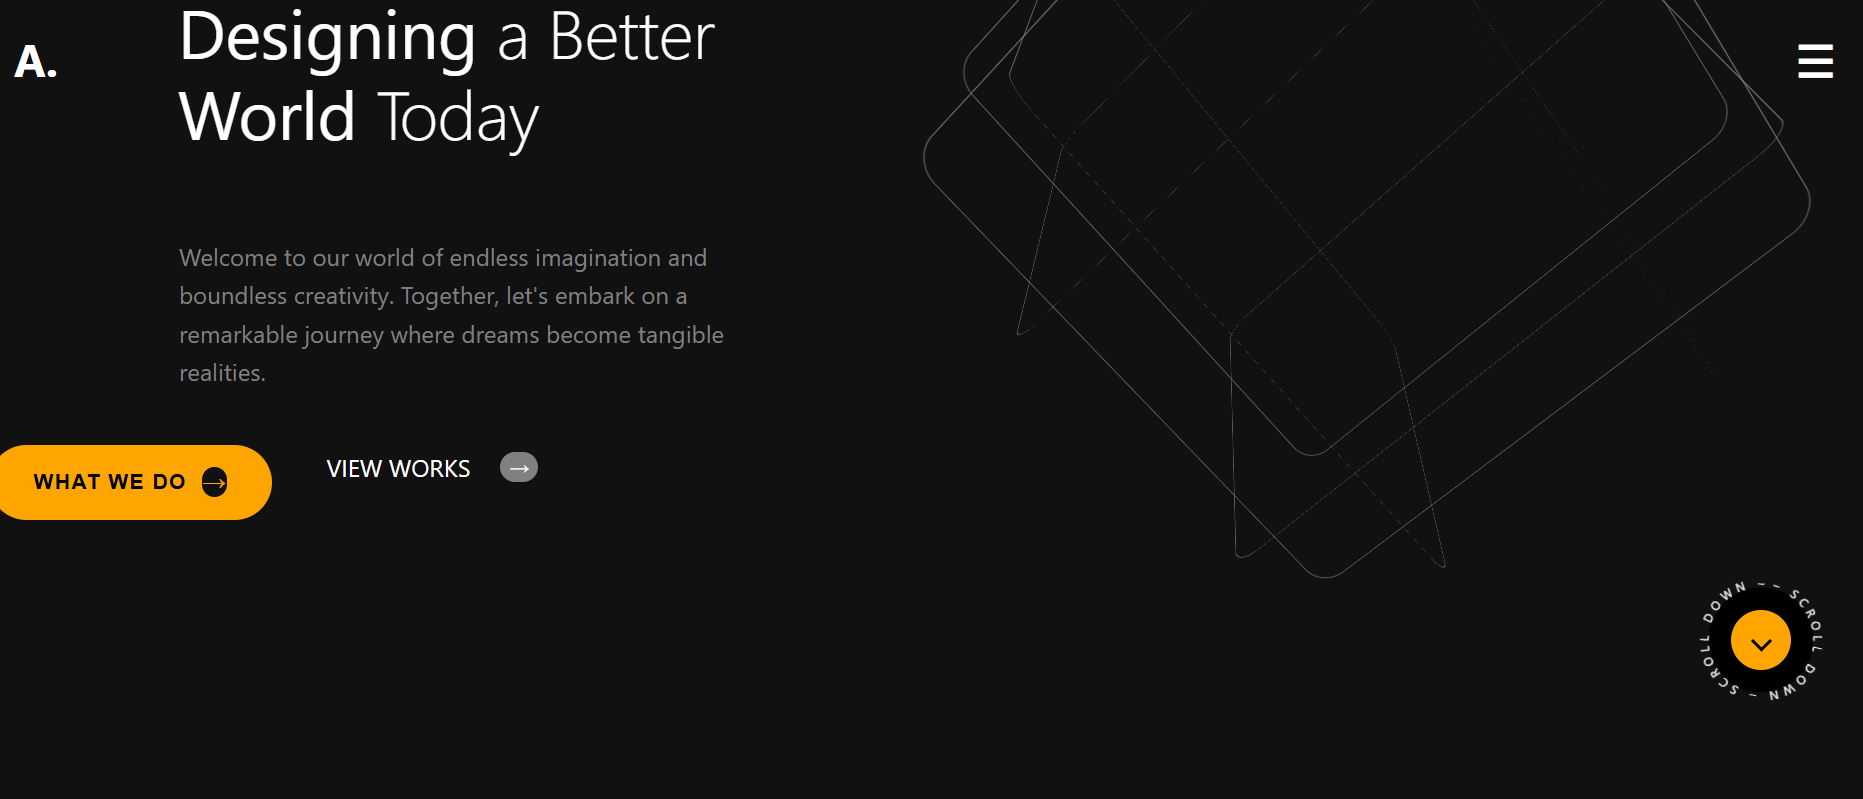 Designing a Better
World Today
A.
Welcome to our world of endless imagination and
boundless creativity. Together, let's embark on a
remarkable journey where dreams become tangible
realities.
WHAT WE DO →
VIEW WORKS →
– SCROLL DOWN – SCROLL DOWN –